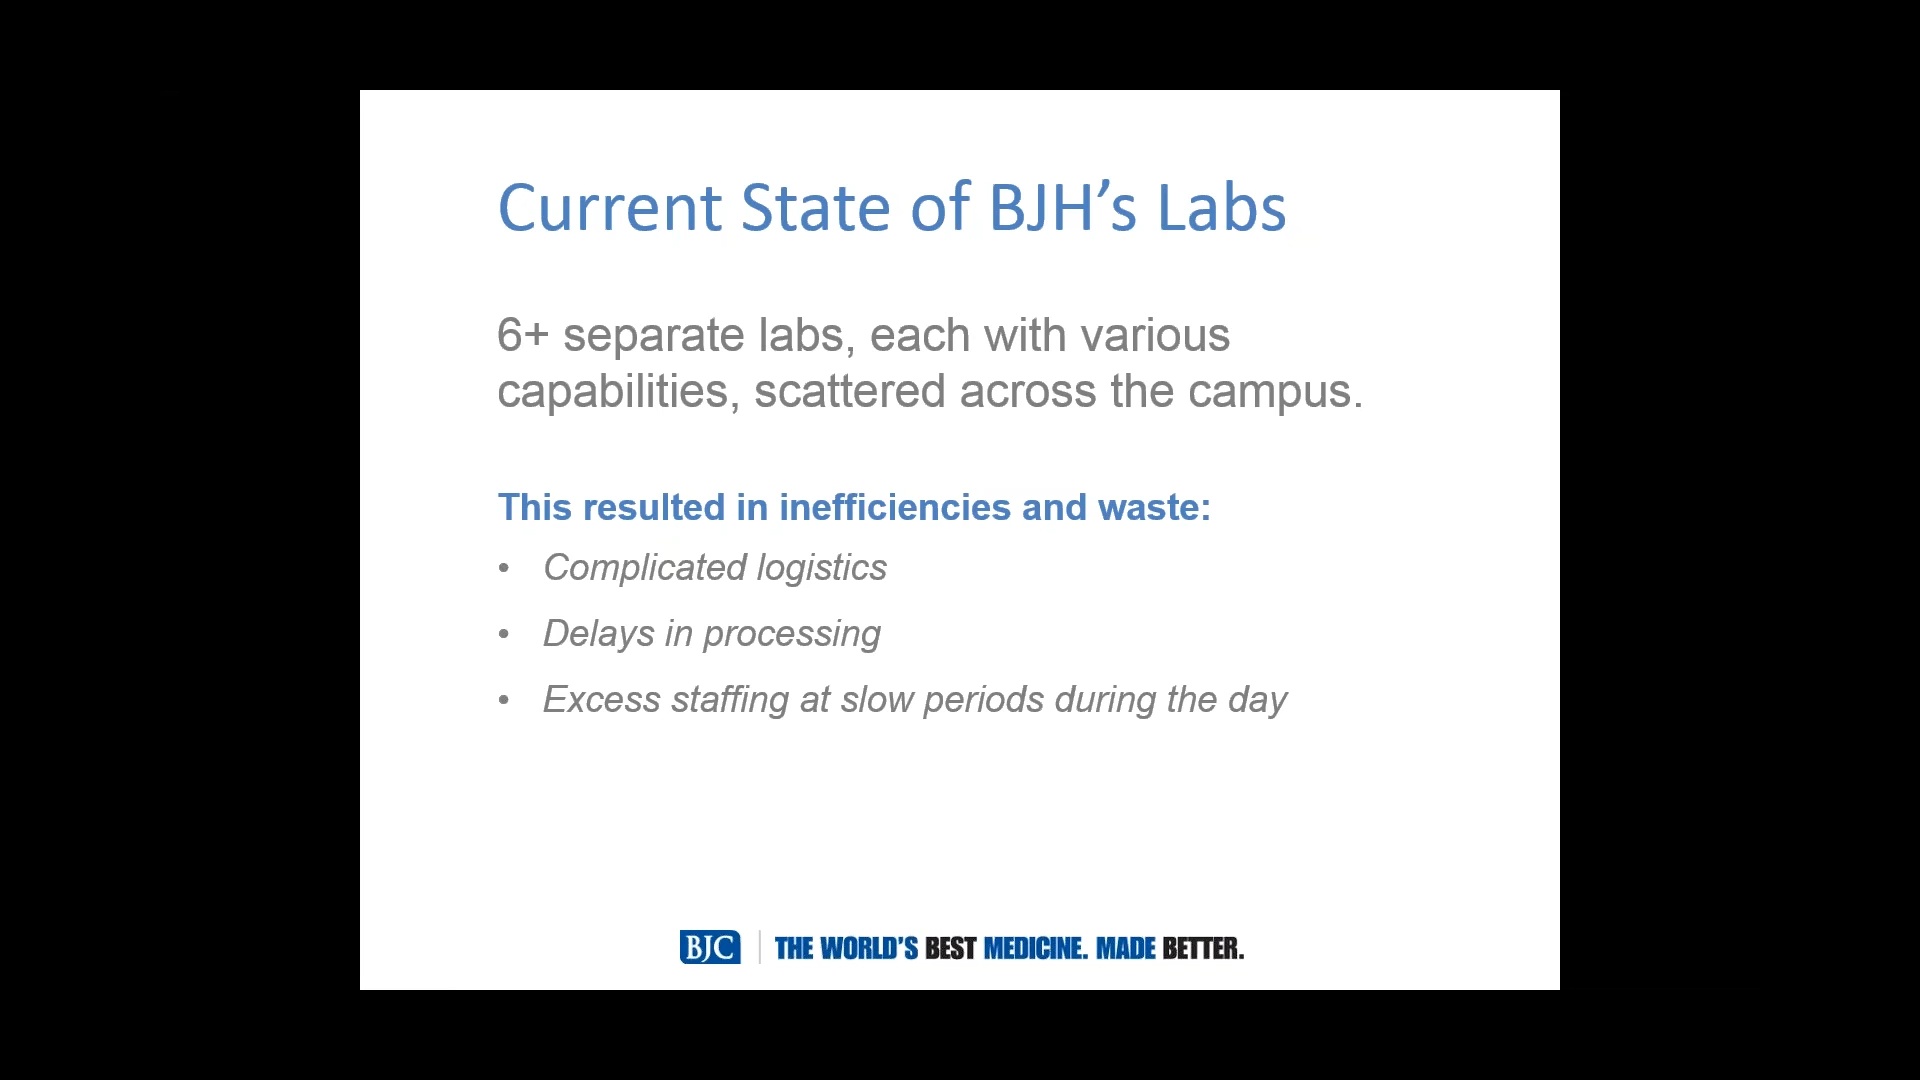 Current State of BJH’s Labs
6+ separate labs, each with various
capabilities, scattered across the campus.
This resulted in inefficiencies and waste:
• Complicated logistics
• Delays in processing
• Excess staffing at slow periods during the day
BJC | THE WORLD’S BEST MEDICINE. MADE BETTER.